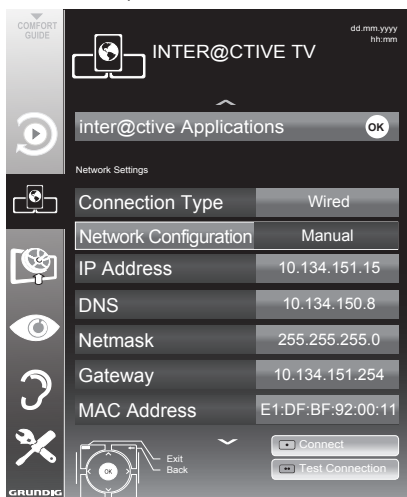 COMFORT
GUIDE
dd.mm.yyyy
hh:mm
INTER@CTIVE TV
inter@ctive Applications OK
Network Settings
Connection Type Wired
Network Configuration Manual
IP Address 10.134.151.15
DNS 10.134.150.8
Netmask 255.255.255.0
Gateway 10.134.151.254
MAC Address E1:DF:BF:92:00:11
Exit
Back
OK
Connect
Test Connection
GRUNDIG